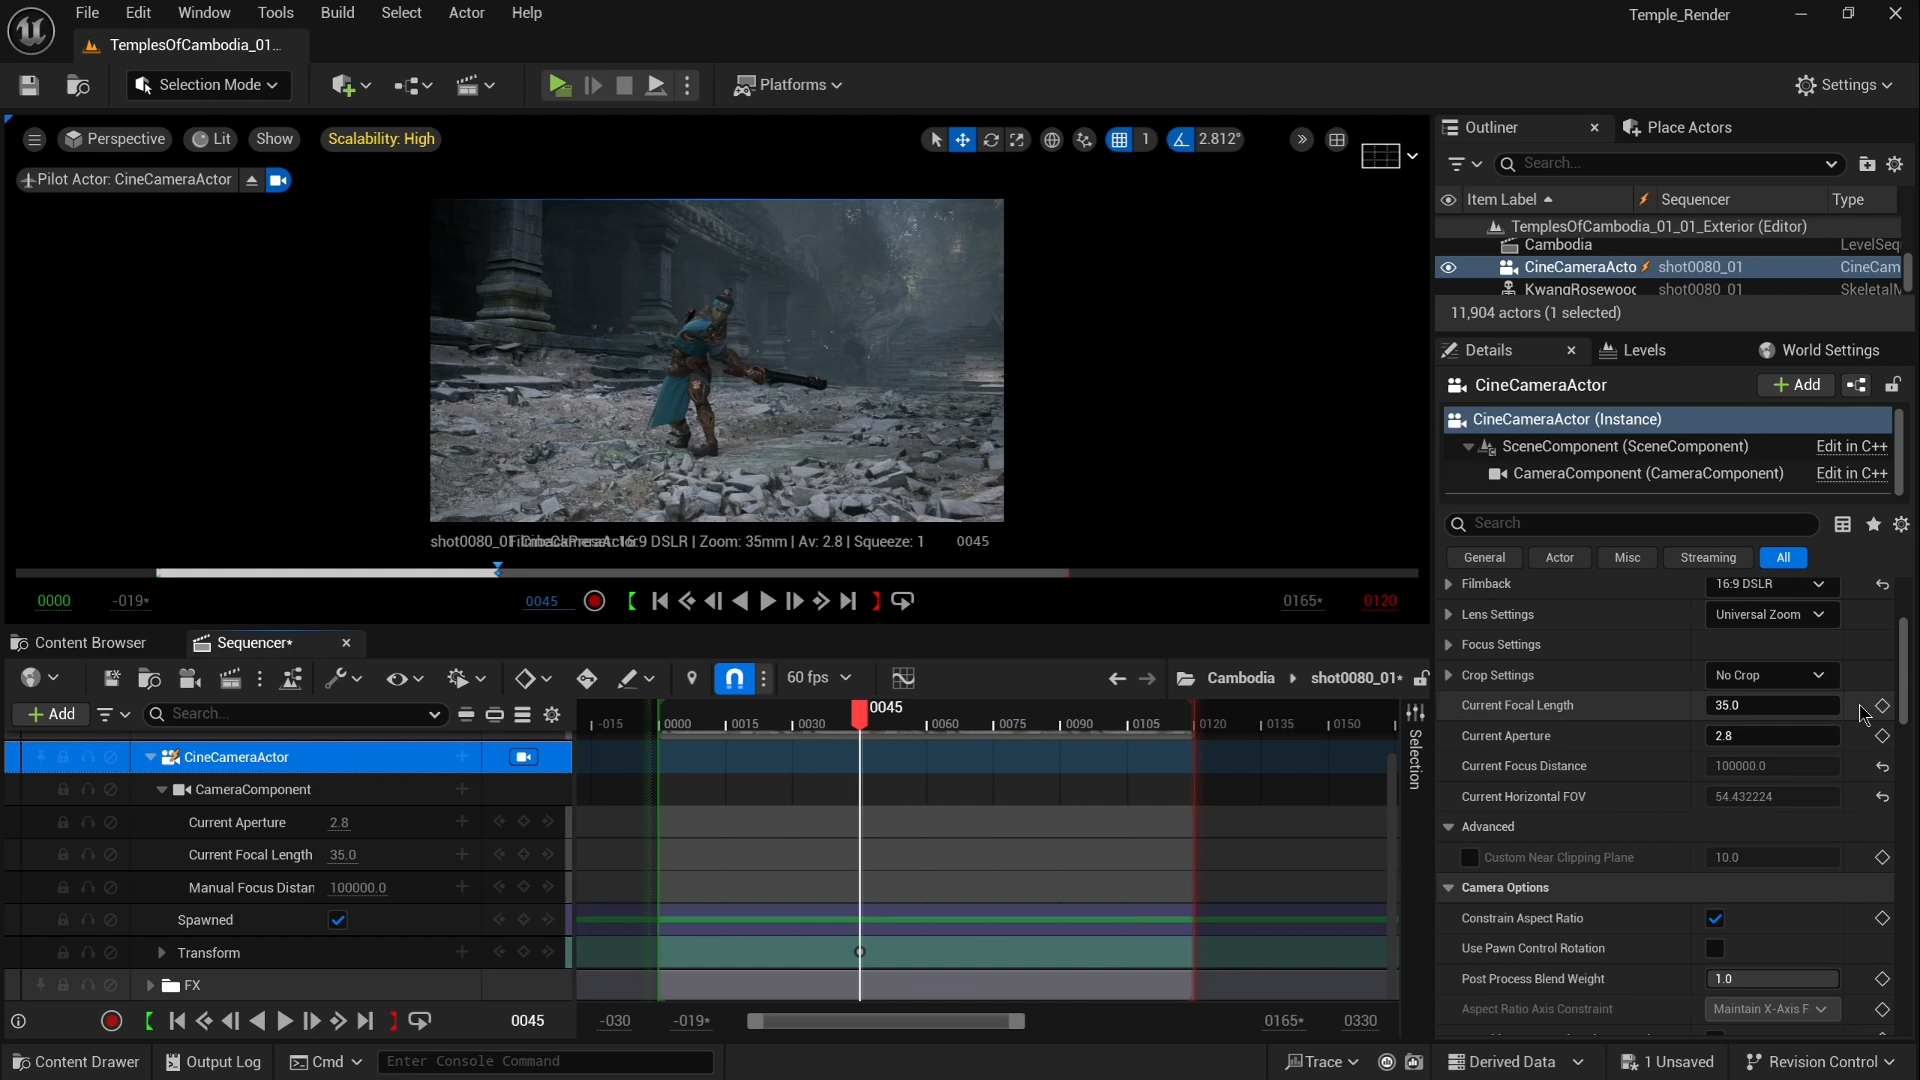 File Edit Window Tools Build Select Actor Help
Temple_Render
TemplesOfCambodia_01...
Selection Mode
Platforms
Settings
Perspective Lit Show Scalability: High
1 2.812°
Pilot Actor: CineCameraActor
0045
0000 -019*
0045
0165* 0120
Outliner Place Actors
Search...
Item Label Sequencer Type
TemplesOfCambodia_01_01_Exterior (Editor)
Cambodia LevelSeq
CineCameraActo shot0080_01 CineCam
KwangRosewood shot0080_01 SkeletalM
11,904 actors (1 selected)
Details Levels World Settings
CineCameraActor Add
CineCameraActor (Instance)
SceneComponent (SceneComponent) Edit in C++
CameraComponent (CameraComponent) Edit in C++
Search
General Actor Misc Streaming All
Filmback 16:9 DSLR
Lens Settings Universal Zoom
Focus Settings
Crop Settings No Crop
Current Focal Length 35.0
Current Aperture 2.8
Current Focus Distance 100000.0
Current Horizontal FOV 54.432224
Advanced
Custom Near Clipping Plane 10.0
Camera Options
Constrain Aspect Ratio
Use Pawn Control Rotation
Post Process Blend Weight 1.0
Aspect Ratio Axis Constraint Maintain X-Axis F
Content Browser Sequencer*
60 fps
Cambodia shot0080_01*
Add Search...
-015 0000 0015 0030 0045 0060 0075 0090 0105 0120 0135 0150
Selection
CineCameraActor
CameraComponent
Current Aperture 2.8
Current Focal Length 35.0
Manual Focus Distan 100000.0
Spawned
Transform
FX
0045
-030 -019* 0165* 0330
Content Drawer Output Log Cmd Enter Console Command
Trace Derived Data 1 Unsaved Revision Control